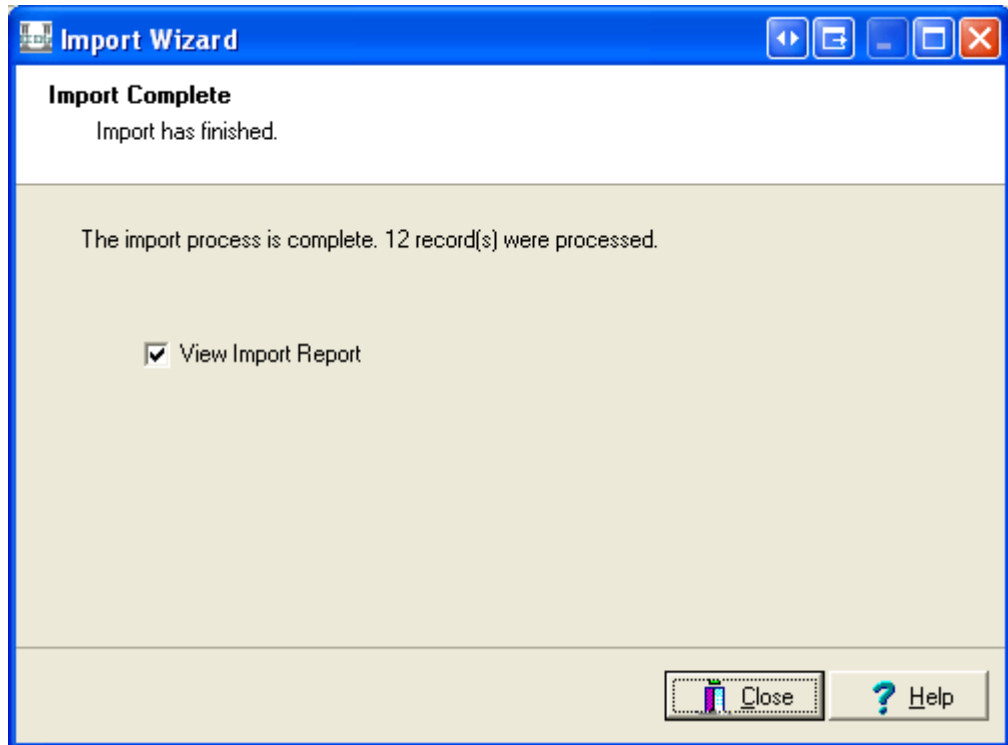 Import Wizard
Import Complete
Import has finished.
The import process is complete. 12 record(s) were processed.
View Import Report
Close
Help